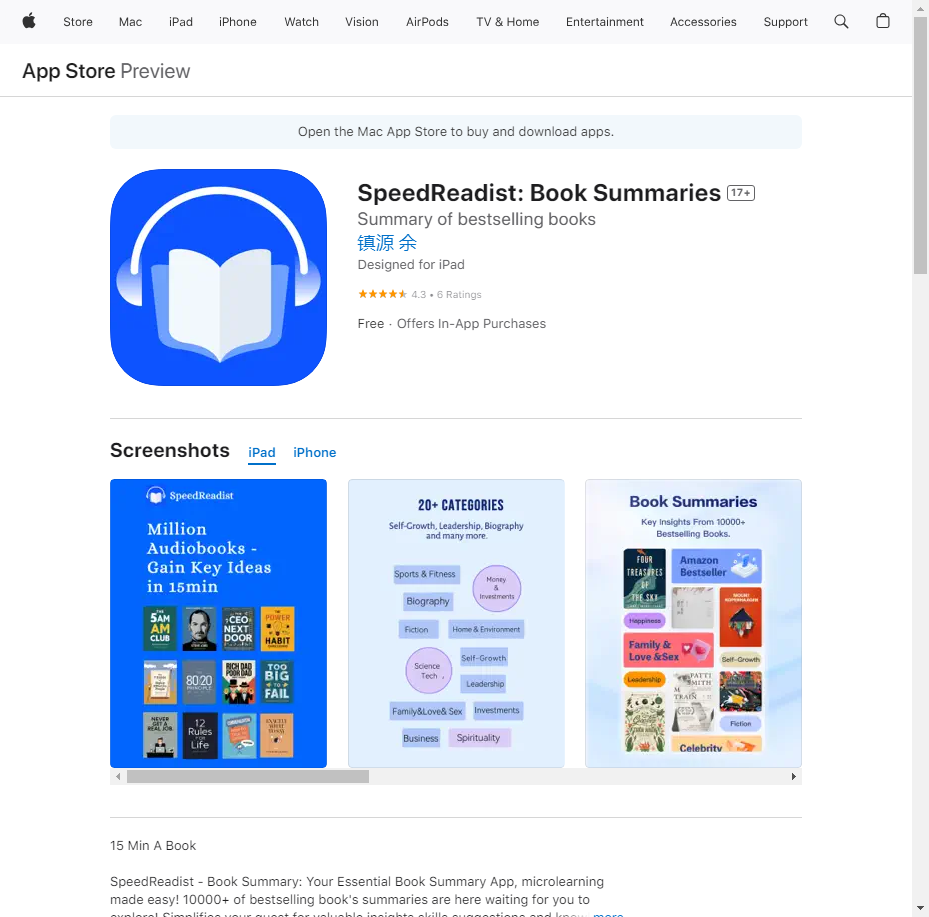 Store Mac iPad iPhone Watch Vision AirPods TV & Home Entertainment Accessories Support
App Store Preview
Open the Mac App Store to buy and download apps.
SpeedReadist: Book Summaries 17+
Summary of bestselling books
镇源 余
Designed for iPad
4.3 • 6 Ratings
Free · Offers In-App Purchases
Screenshots iPad iPhone
SpeedReadist
Million
Audiobooks -
Gain Key Ideas
in 15min
THE
5AM
AM
CLUB
THE
CEO
NEXT
DOOR
THE
POWER
OF
HABIT
80/20
PRINCIPLE
RICH DAD
POOR DAD
TOO
BIG
TO
FAIL
NEVER
GET A
REAL JOB
12
Rules
for
Life
20+ CATEGORIES
Self-Growth, Leadership, Biography
and many more.
Sports & Fitness
Money
&
Investments
Biography
Fiction
Home & Environment
Science
Tech
Self-Growth
Leadership
Family&Love& Sex
Investments
Business
Spirituality
Book Summaries
Key Insights From 10000+
Bestselling Books.
FOUR
TREASURES
OF
THE SKY
Amazon
Bestseller
Happiness
Family &
Love &Sex
Self-Growth
Leadership
PATTI
SMITH
M
TRAIN
Fiction
Celebrity
15 Min A Book
SpeedReadist - Book Summary: Your Essential Book Summary App, microlearning
made easy! 10000+ of bestselling book's summaries are here waiting for you to
explore! Simplifies your quest for valuable insights skills suggestions and know more